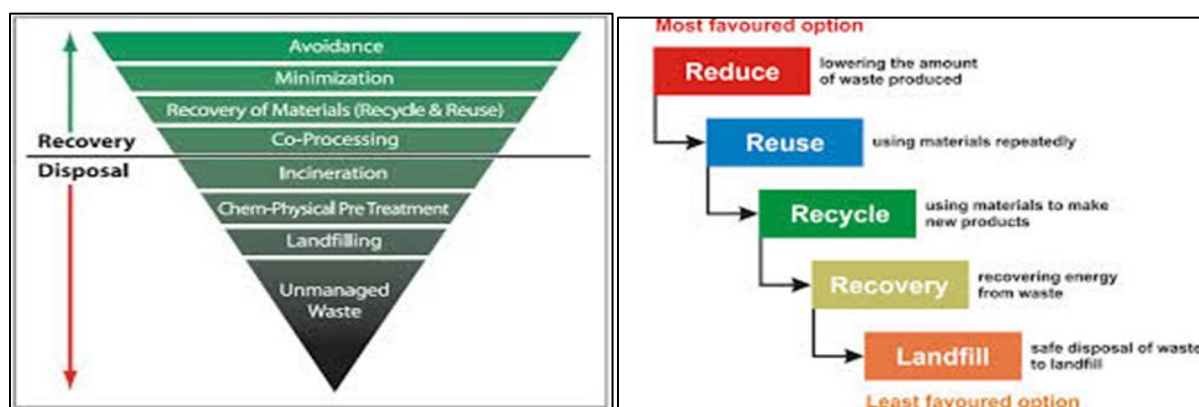 Avoidance
Minimization
Recovery of Materials (Recycle & Reuse)
Co-Processing
Recovery
Disposal
Incineration
Chem-Physical Pre Treatment
Landfilling
Unmanaged
Waste
Most favoured option
Reduce
lowering the amount
of waste produced
Reuse
using materials repeatedly
Recycle
using materials to make
new products
Recovery
recovering energy
from waste
Landfill
safe disposal of waste
to landfill
Least favoured option